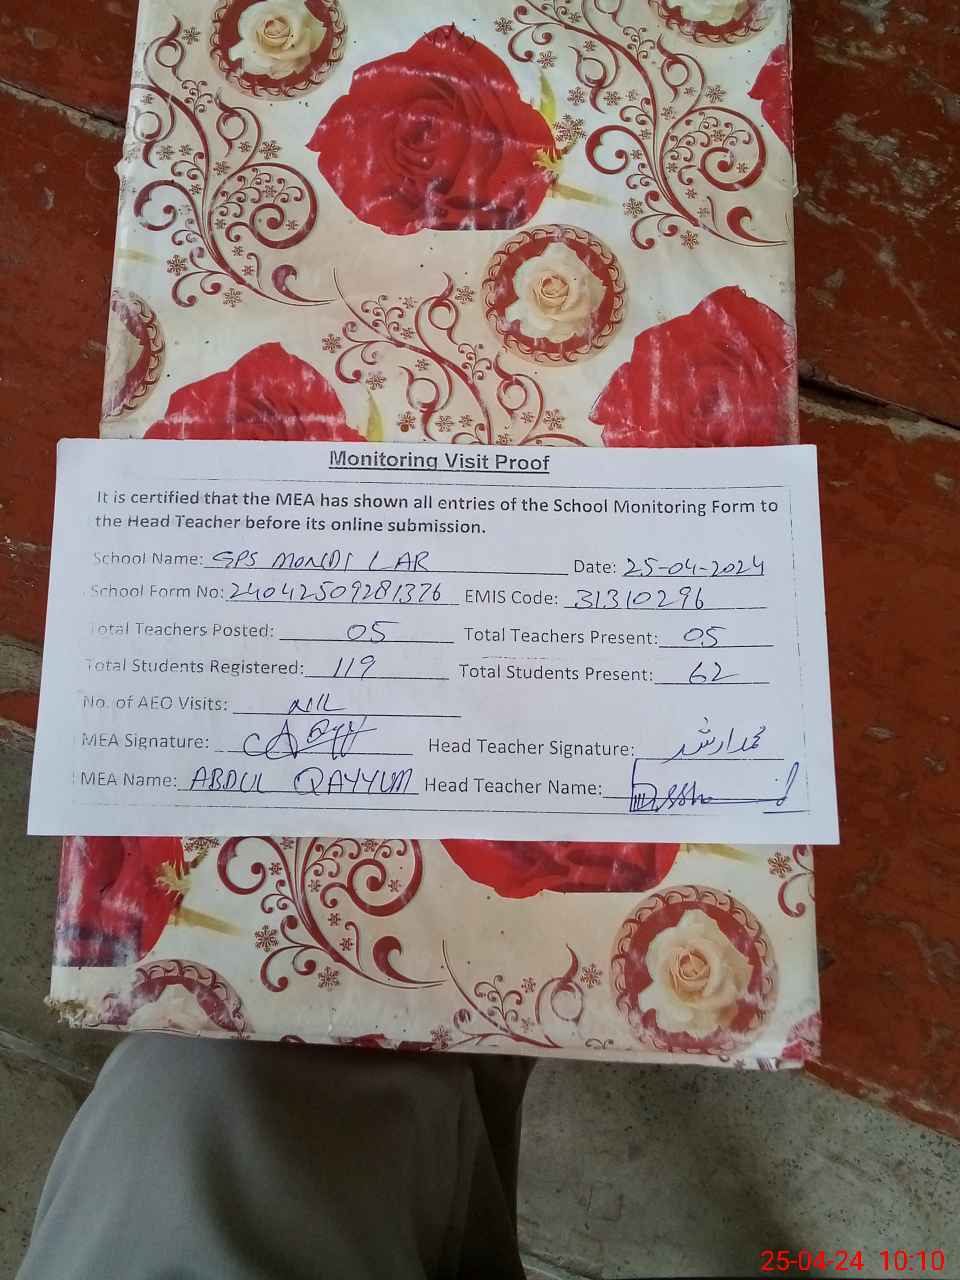 Monitoring Visit Proof
It is certified that the MEA has shown all entries of the School Monitoring Form to
the Head Teacher before its online submission.
School Name: GPS MONDI LAR Date: 25-04-2024
School Form No: 24042509281376 EMIS Code: 31310296
Total Teachers Posted: 05 Total Teachers Present: 05
Total Students Registered: 119 Total Students Present: 62
No. of AEO Visits: NIL
MEA Signature: Head Teacher Signature: محمد ارشد
MEA Name: ABDUL QAYYUM Head Teacher Name:
25-04-24 10:10